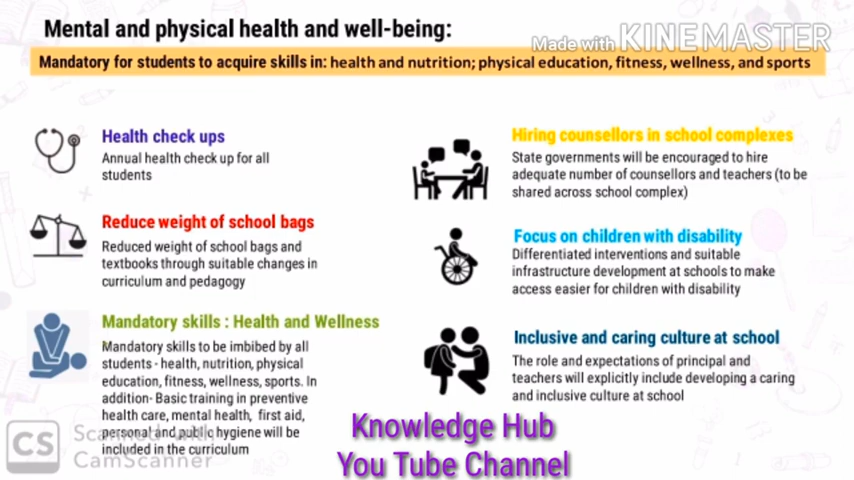 Mental and physical health and well-being:
Made with KINEMASTER
Mandatory for students to acquire skills in: health and nutrition; physical education, fitness, wellness, and sports
Health check ups
Annual health check up for all
students
Reduce weight of school bags
Reduced weight of school bags and
textbooks through suitable changes in
curriculum and pedagogy
Mandatory skills : Health and Wellness
Mandatory skills to be imbibed by all
students - health, nutrition, physical
education, fitness, wellness, sports. In
addition- Basic training in preventive
health care, mental health, first aid,
personal and public hygiene will be
included in the curriculum
Hiring counsellors in school complexes
State governments will be encouraged to hire
adequate number of counsellors and teachers (to be
shared across school complex)
Focus on children with disability
Differentiated interventions and suitable
infrastructure development at schools to make
access easier for children with disability
Inclusive and caring culture at school
The role and expectations of principal and
teachers will explicitly include developing a caring
and inclusive culture at school
Knowledge Hub
You Tube Channel
CS
Scanned with
CamScanner